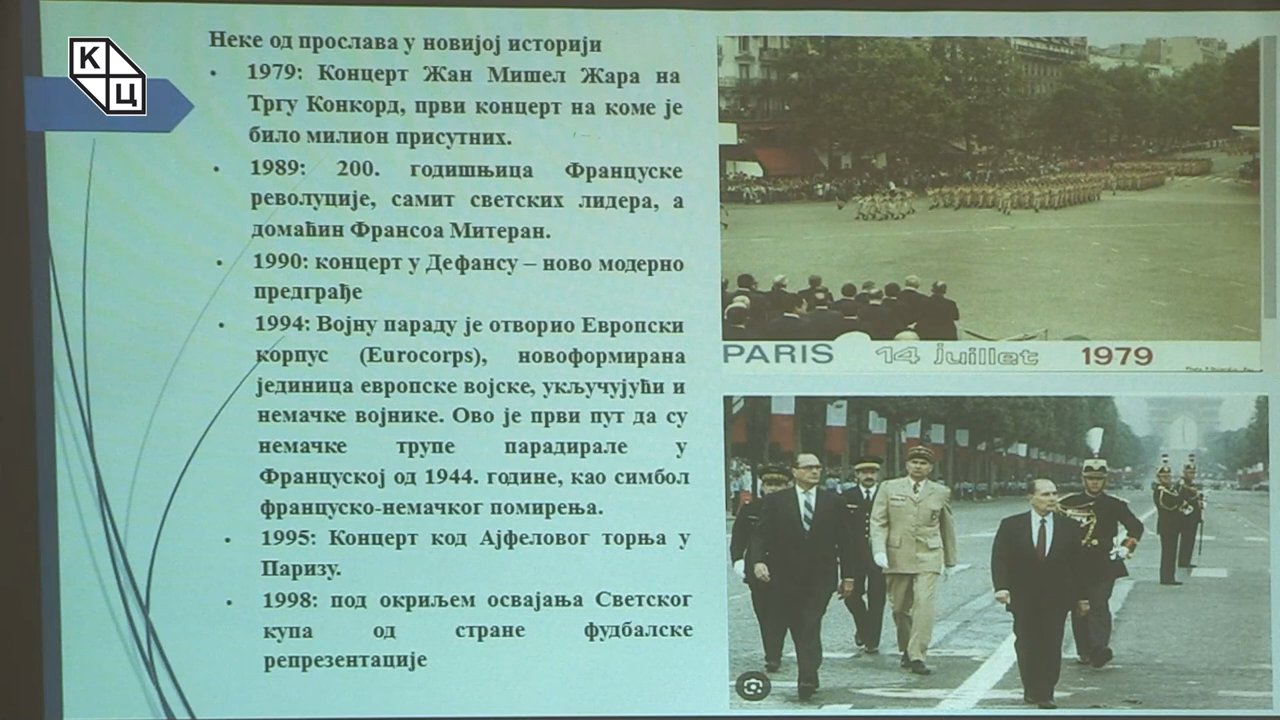 К
Ц
Неке од прослава у новијој историји
• 1979: Концерт Жан Мишел Жара на
Тргу Конкорд, први концерт на коме је
било милион присутних.
• 1989: 200. годишњица Француске
револуције, самит светских лидера, а
домаћин Франсоа Митеран.
• 1990: концерт у Дефансу – ново модерно
предграђе
• 1994: Војну параду је отворио Европски
корпус (Eurocorps), новоформирана
јединица европске војске, укључујући и
немачке војнике. Ово је први пут да су
немачке трупе парадирале у
Француској од 1944. године, као симбол
француско-немачког помирења.
• 1995: Концерт код Ајфеловог торња у
Паризу.
• 1998: под окриљем освајања Светског
купа од стране фудбалске
репрезентације
PARIS 14 juillet 1979